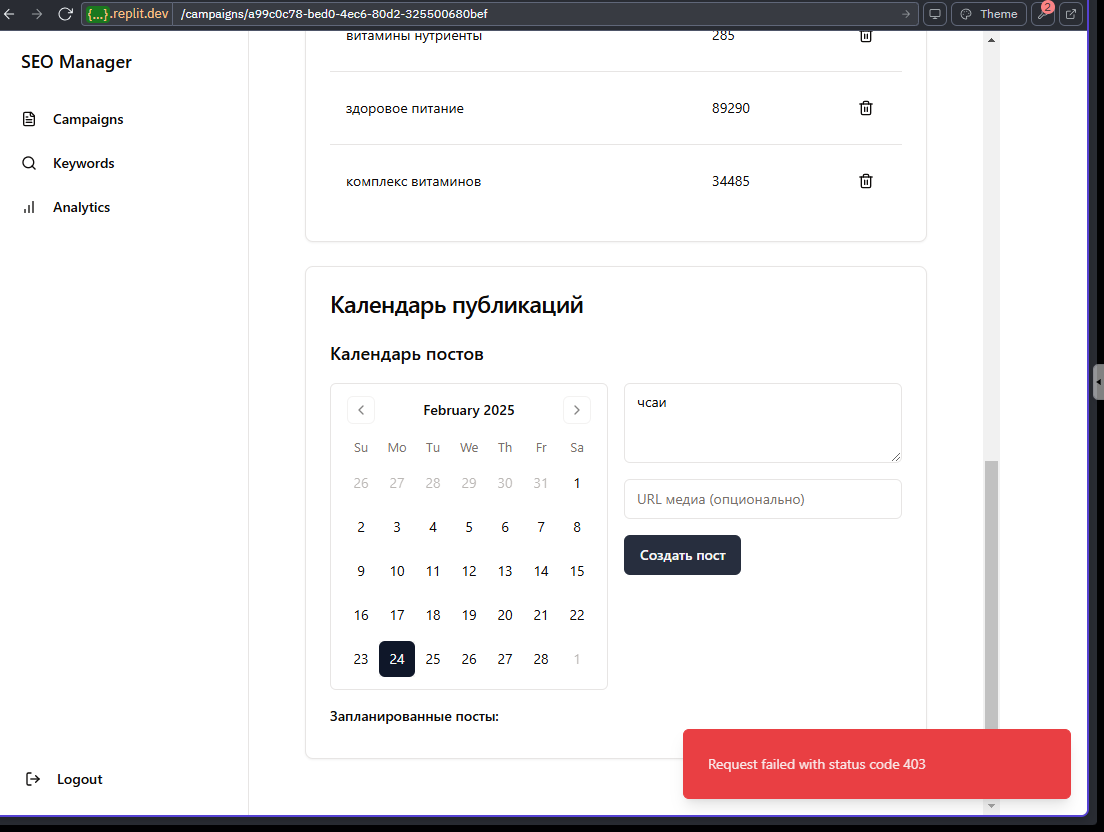 {...}.replit.dev /campaigns/a99c0c78-bed0-4ec6-80d2-325500680bef Theme 2
SEO Manager
Campaigns
Keywords
Analytics
Logout
витамины нутриенты 285
здоровое питание 89290
комплекс витаминов 34485
Календарь публикаций
Календарь постов
February 2025
Su Mo Tu We Th Fr Sa
26 27 28 29 30 31 1
2 3 4 5 6 7 8
9 10 11 12 13 14 15
16 17 18 19 20 21 22
23 24 25 26 27 28 1
чсаи
URL медиа (опционально)
Создать пост
Запланированные посты:
Request failed with status code 403